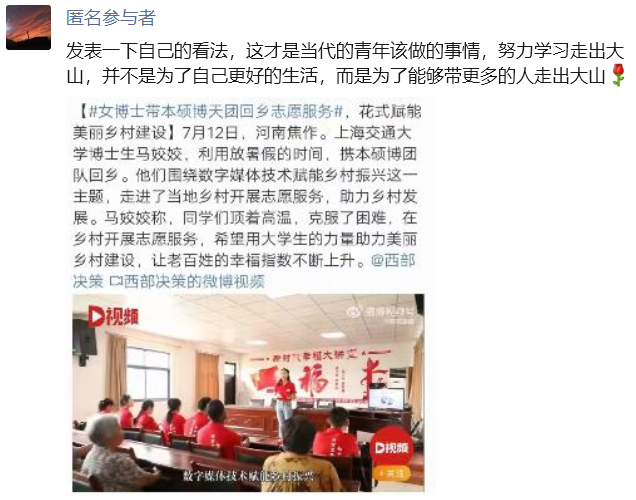 匿名参与者
发表一下自己的看法，这才是当代的青年该做的事情，努力学习走出大
山，并不是为了自己更好的生活，而是为了能够带更多的人走出大山🌹
【#女博士带本硕博天团回乡志愿服务#，花式赋能
美丽乡村建设】7月12日，河南焦作。上海交通大
学博士生马姣姣，利用放暑假的时间，携本硕博团
队回乡。他们围绕数字媒体技术赋能乡村振兴这一
主题，走进了当地乡村开展志愿服务，助力乡村发
展。马姣姣称，同学们顶着高温，克服了困难，在
乡村开展志愿服务，希望用大学生的力量助力美丽
乡村建设，让老百姓的幸福指数不断上升。@西部
决策 西部决策的微博视频
D视频
新时代幸福大讲堂
福
D视频
+关注
数字媒体技术赋能乡村振兴